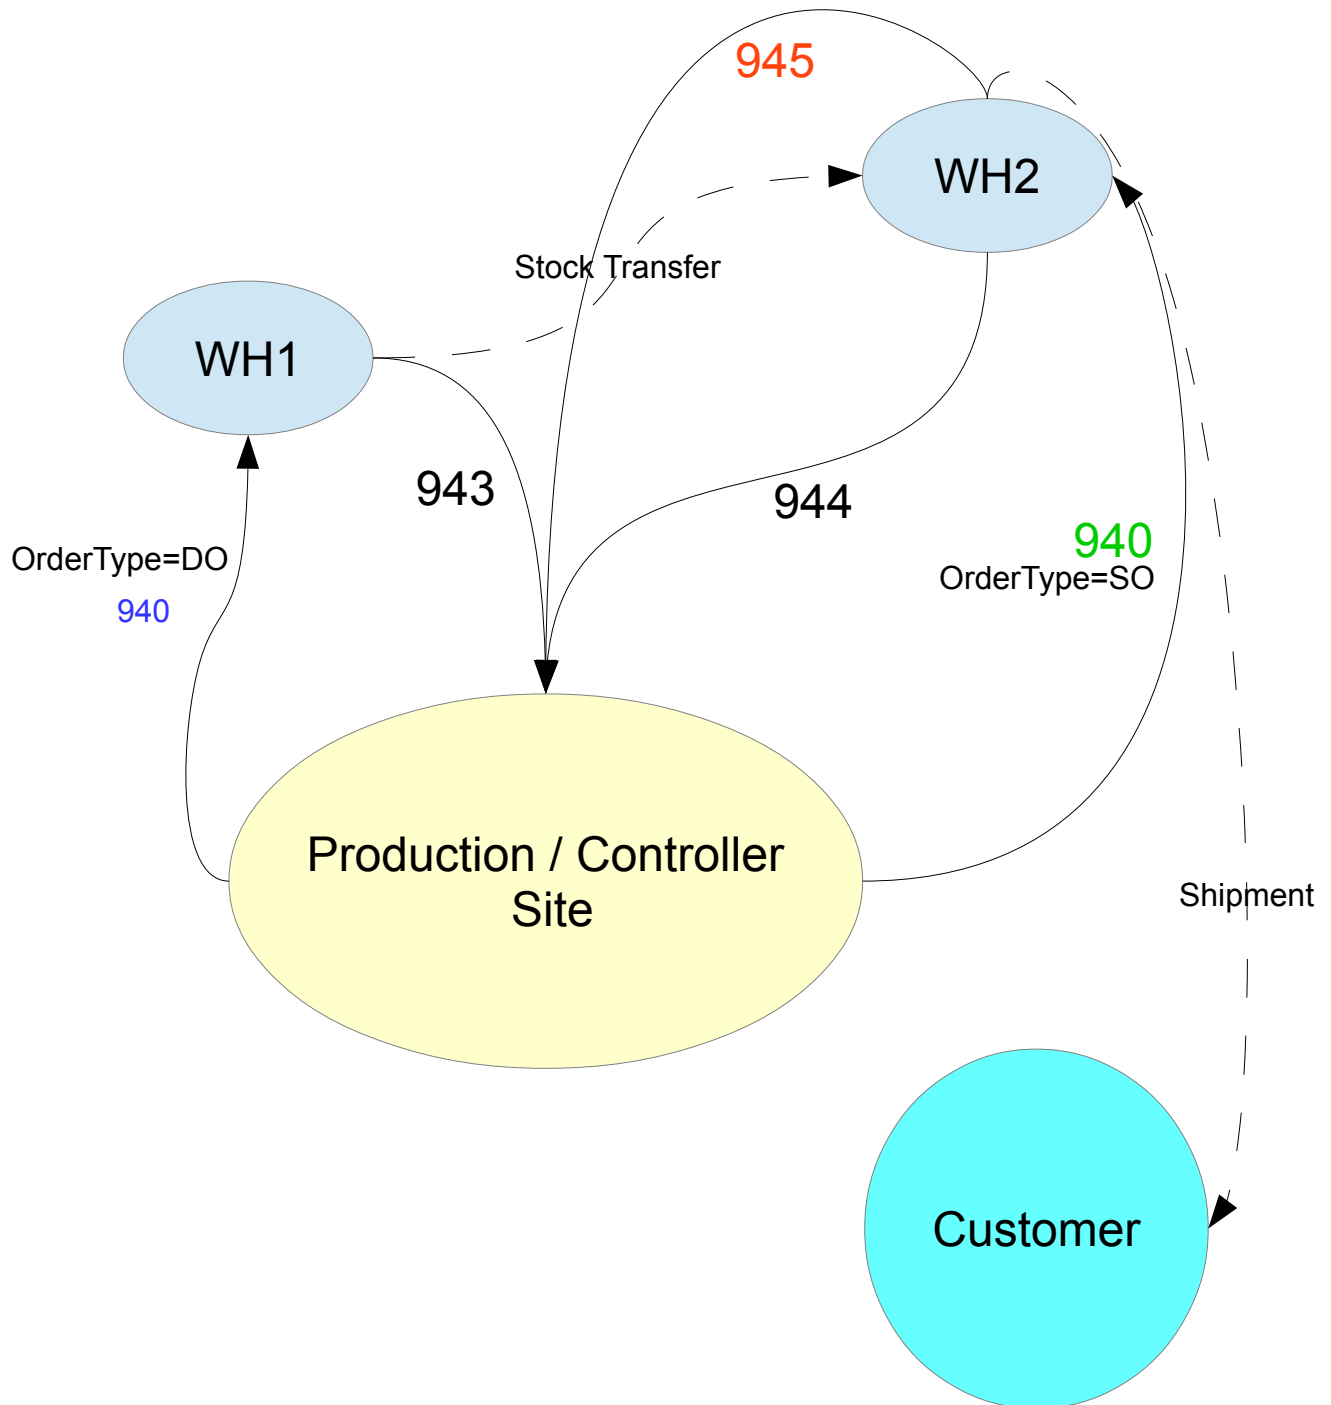 945
WH2
Stock Transfer
WH1
943
944
940
OrderType=SO
OrderType=DO
940
Production / Controller
Site
Shipment
Customer